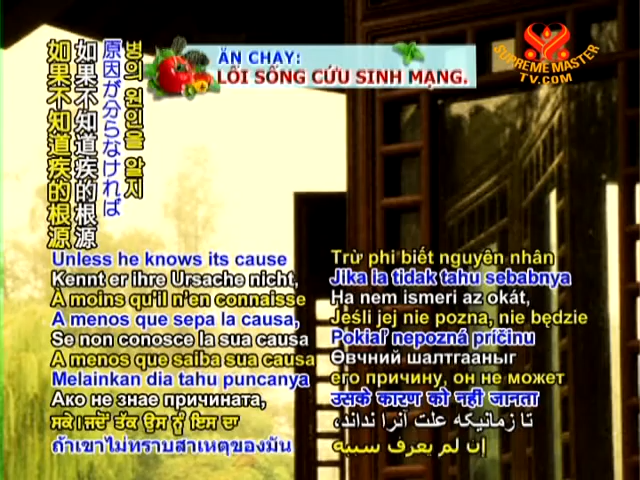 ĂN CHAY:
LỐI SỐNG CỨU SINH MẠNG.
SUPREME MASTER
TV.COM
병의 원인을 알지
原因が分らなければ
如果不知道疾的根源
如果不知道疾的根源
Unless he knows its cause
Kennt er ihre Ursache nicht,
À moins qu'il n'en connaisse
A menos que sepa la causa,
Se non conosce la sua causa
A menos que saiba sua causa
Melainkan dia tahu puncanya
Ако не знае причината,
ਸਕੇ।ਜਦੋਂ ਤੱਕ ਉਸ ਨੂੰ ਇਸ ਦਾ
ถ้าเขาไม่ทราบสาเหตุของมัน
Trừ phi biết nguyên nhân
Jika ia tidak tahu sebabnya
Ha nem ismeri az okát,
Jeśli jej nie pozna, nie będzie
Pokiaľ nepozná príčinu
Өвчний шалтгааныг
его причину, он не может
उसके कारण को नही जानता
تا زمانیکه علت آنرا نداند،
إن لم يعرف سببه